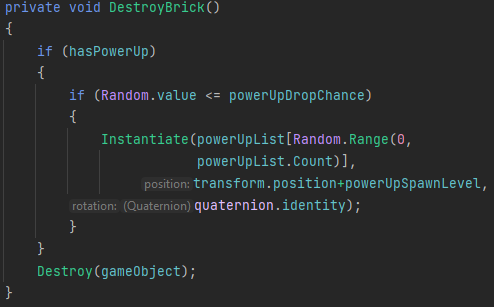 private void DestroyBrick()
{
    if (hasPowerUp)
    {
        if (Random.value <= powerUpDropChance)
        {
            Instantiate(powerUpList[Random.Range(0,
                        powerUpList.Count)],
                 position: transform.position+powerUpSpawnLevel,
        rotation: (Quaternion) quaternion.identity);
        }
    }
    Destroy(gameObject);
}